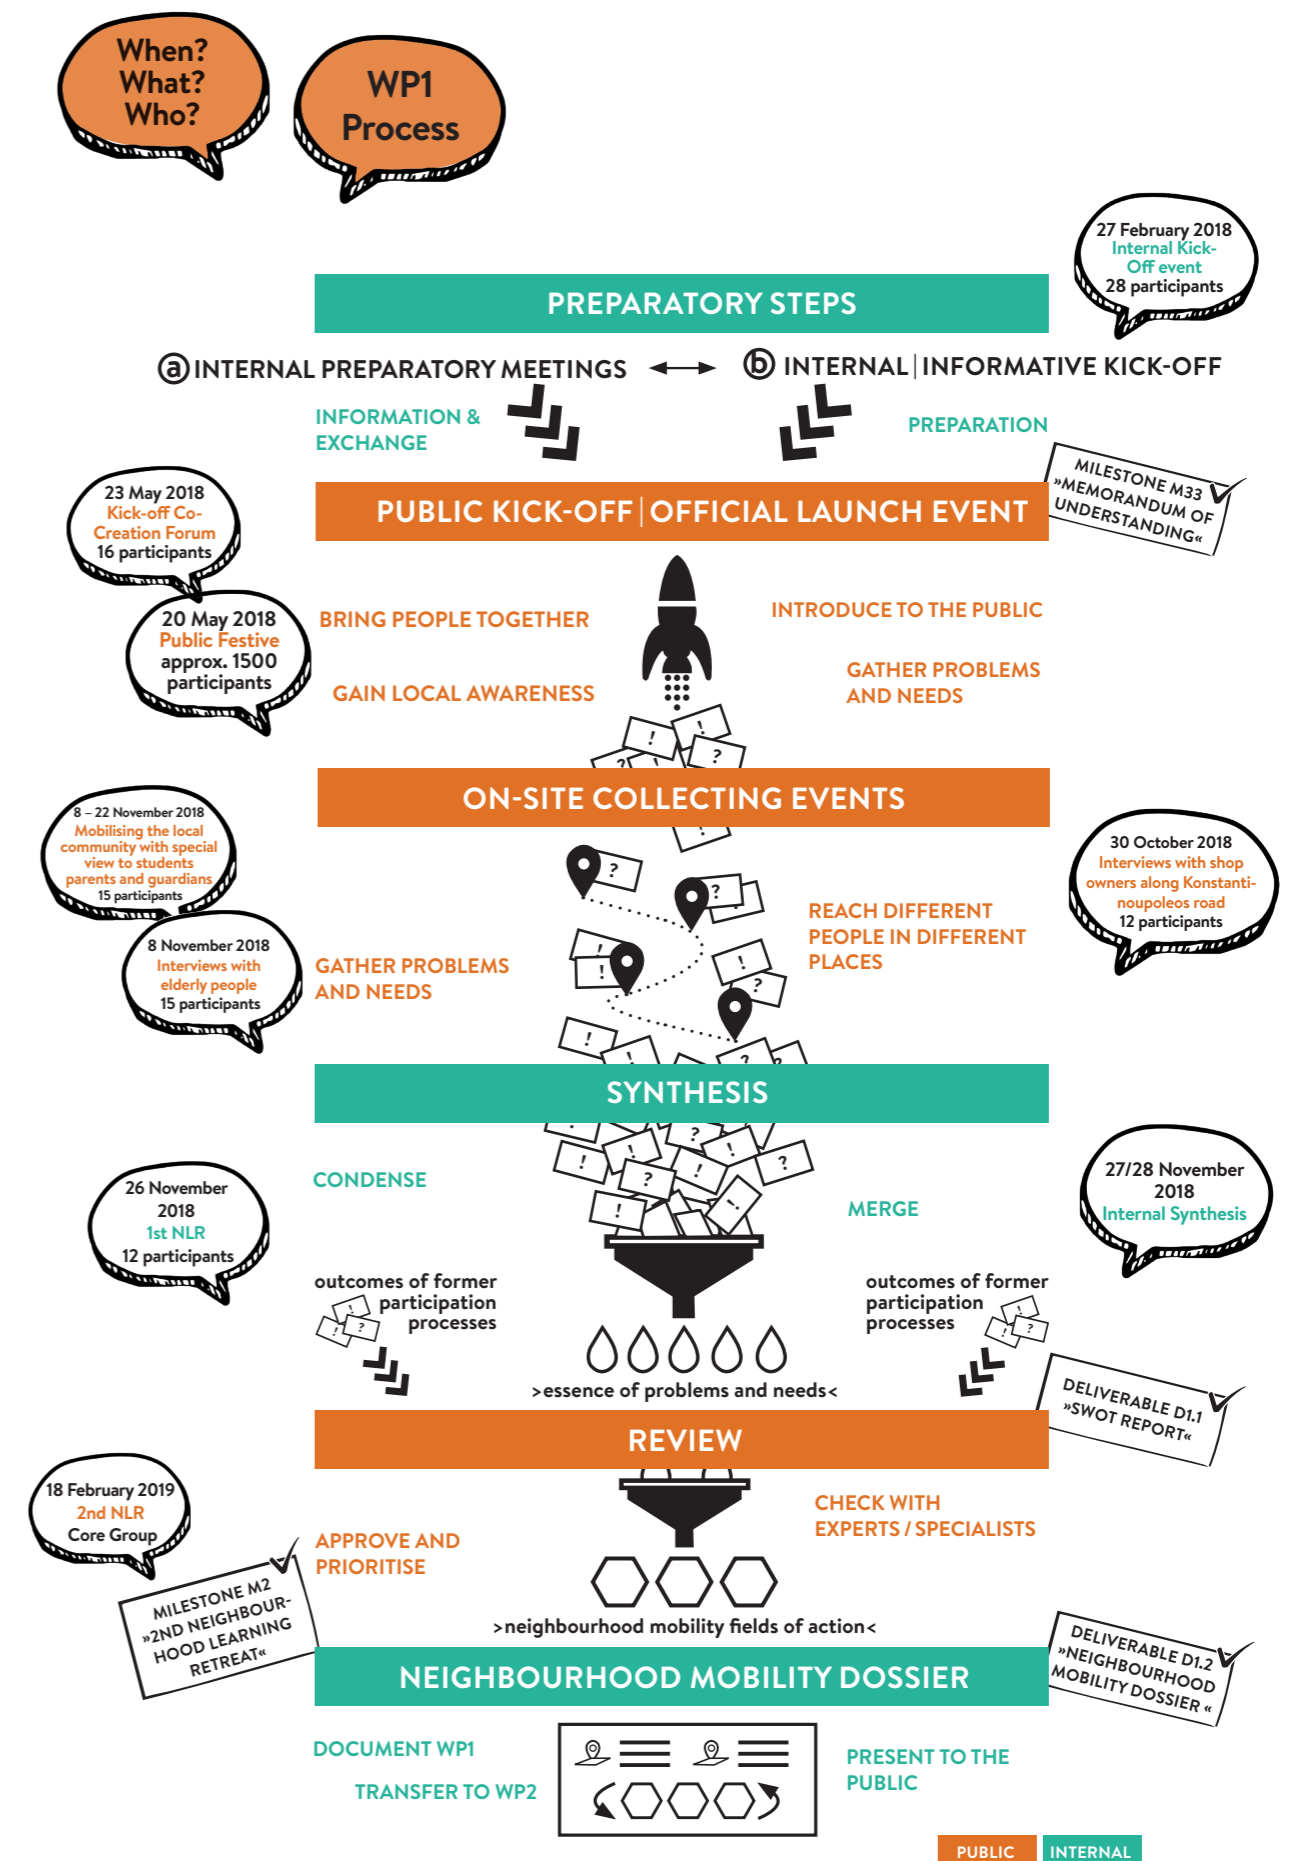 When?
What?
Who?
WP1
Process
27 February 2018
Internal Kick-
Off event
28 participants
PREPARATORY STEPS
ⓐ INTERNAL PREPARATORY MEETINGS
ⓑ INTERNAL|INFORMATIVE KICK-OFF
INFORMATION &
EXCHANGE
PREPARATION
MILESTONE M33
»MEMORANDUM OF
UNDERSTANDING«
23 May 2018
Kick-off Co-
Creation Forum
16 participants
PUBLIC KICK-OFF|OFFICIAL LAUNCH EVENT
20 May 2018
Public Festive
approx. 1500
participants
BRING PEOPLE TOGETHER
INTRODUCE TO THE PUBLIC
GAIN LOCAL AWARENESS
GATHER PROBLEMS
AND NEEDS
ON-SITE COLLECTING EVENTS
8 – 22 November 2018
Mobilising the local
community with special
view to students
parents and guardians
15 participants
30 October 2018
Interviews with shop
owners along Konstanti-
noupoleos road
12 participants
8 November 2018
Interviews with
elderly people
15 participants
GATHER PROBLEMS
AND NEEDS
REACH DIFFERENT
PEOPLE IN DIFFERENT
PLACES
SYNTHESIS
CONDENSE
MERGE
26 November
2018
1st NLR
12 participants
27/28 November
2018
Internal Synthesis
outcomes of former
participation
processes
outcomes of former
participation
processes
>essence of problems and needs<
DELIVERABLE D1.1
»SWOT REPORT«
REVIEW
18 February 2019
2nd NLR
Core Group
APPROVE AND
PRIORITISE
CHECK WITH
EXPERTS / SPECIALISTS
MILESTONE M2
»2ND NEIGHBOUR-
HOOD LEARNING
RETREAT«
>neighbourhood mobility fields of action<
DELIVERABLE D1.2
»NEIGHBOURHOOD
MOBILITY DOSSIER «
NEIGHBOURHOOD MOBILITY DOSSIER
DOCUMENT WP1
TRANSFER TO WP2
PRESENT TO THE
PUBLIC
PUBLIC
INTERNAL